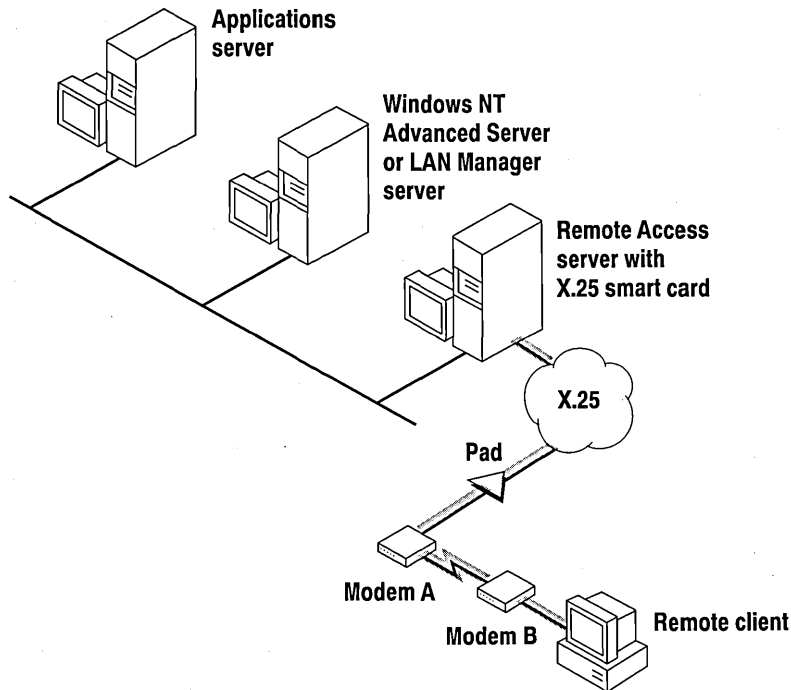 Applications
server
Windows NT
Advanced Server
or LAN Manager
server
Remote Access
server with
X.25 smart card
X.25
Pad
Modem A
Modem B
Remote client